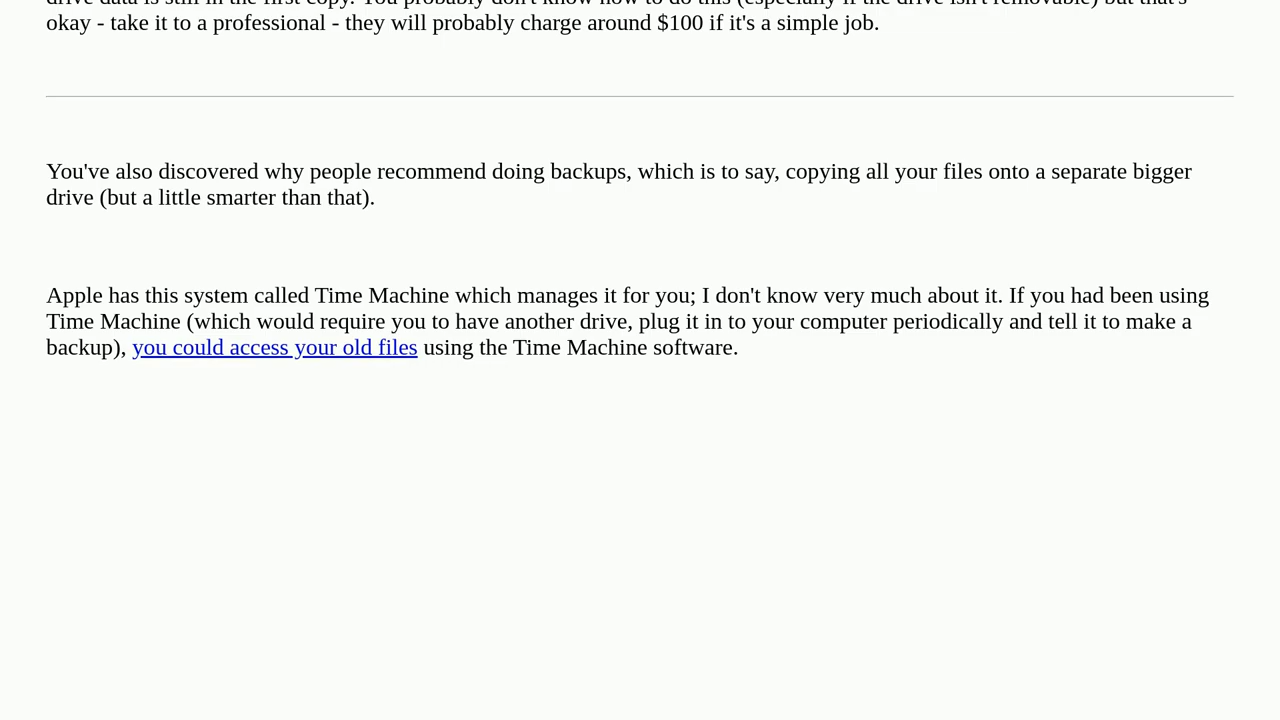 okay - take it to a professional - they will probably charge around $100 if it's a simple job.
You've also discovered why people recommend doing backups, which is to say, copying all your files onto a separate bigger
drive (but a little smarter than that).
Apple has this system called Time Machine which manages it for you; I don't know very much about it. If you had been using
Time Machine (which would require you to have another drive, plug it in to your computer periodically and tell it to make a
backup), you could access your old files using the Time Machine software.